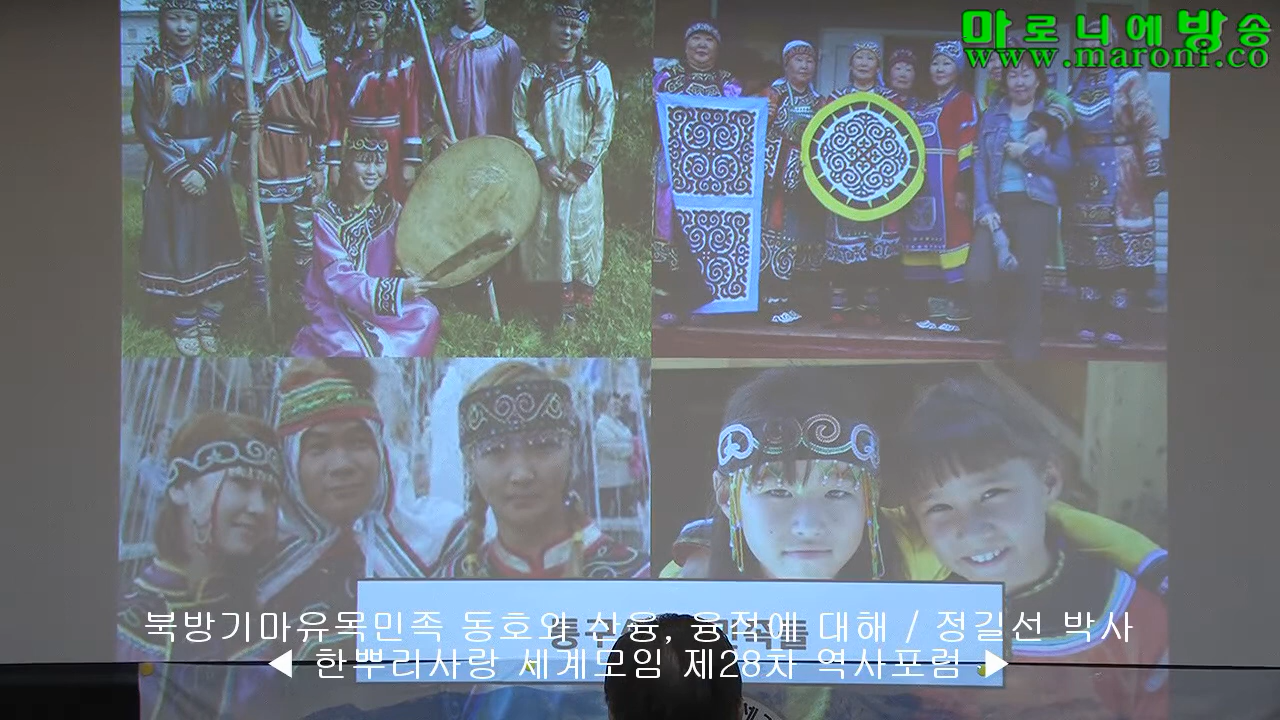 마로니에방송
www.maroni.co
북방기마유목민족 동호와 산융, 융적에 대해 / 정길선 박사
◀ 한뿌리사랑 세계모임 제28차 역사포럼 ▶